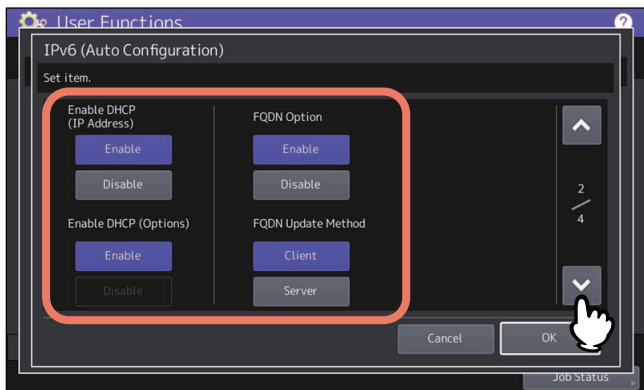 User Functions
?
IPv6 (Auto Configuration)
Set item.
Enable DHCP
(IP Address)
Enable
Disable
FQDN Option
Enable
Disable
Enable DHCP (Options)
Enable
Disable
FQDN Update Method
Client
Server
2
4
Cancel
OK
Job Status